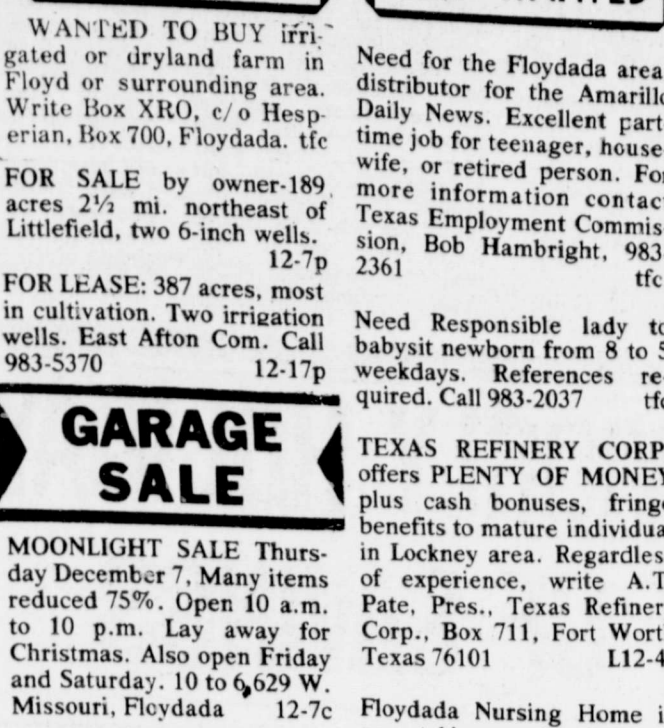 WANTED TO BUY irri-
gated or dryland farm in
Floyd or surrounding area.
Write Box XRO, c/o Hesp-
erian, Box 700, Floydada. tfc
FOR SALE by owner-189
acres 2½ mi. northeast of
Littlefield, two 6-inch wells.
12-7p
FOR LEASE: 387 acres, most
in cultivation. Two irrigation
wells. East Afton Com. Call
983-5370 12-17p
GARAGE
SALE
MOONLIGHT SALE Thurs-
day December 7, Many items
reduced 75%. Open 10 a.m.
to 10 p.m. Lay away for
Christmas. Also open Friday
and Saturday. 10 to 6, 629 W.
Missouri, Flcydada 12-7c
Need for the Floydada area
distributor for the Amarillo
Daily News. Excellent part
time job for teenager, house-
wife, or retired person. For
more information contact
Texas Employment Commis-
sion, Bob Hambright, 983-
2361 tfc
Need Responsible lady to
babysit newborn from 8 to 5
weekdays. References re-
quired. Call 983-2037 tfc
TEXAS REFINERY CORP
offers PLENTY OF MONEY
plus cash bonuses, fringe
benefits to mature individua
in Lockney area. Regardles
of experience, write A.T
Pate, Pres., Texas Refiner
Corp., Box 711, Fort Wort
Texas 76101 L12-4
Floydada Nursing Home